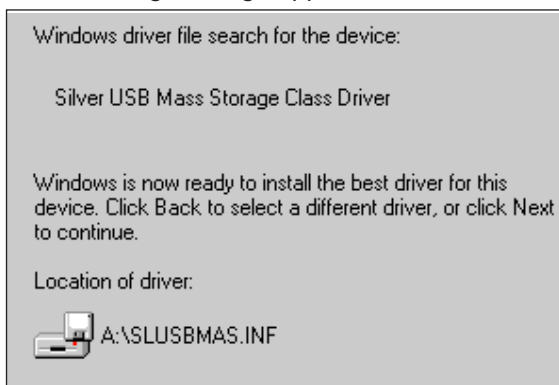 Windows driver file search for the device:
Silver USB Mass Storage Class Driver
Windows is now ready to install the best driver for this
device. Click Back to select a different driver, or click Next
to continue.
Location of driver:
A:\SLUSBMAS.INF